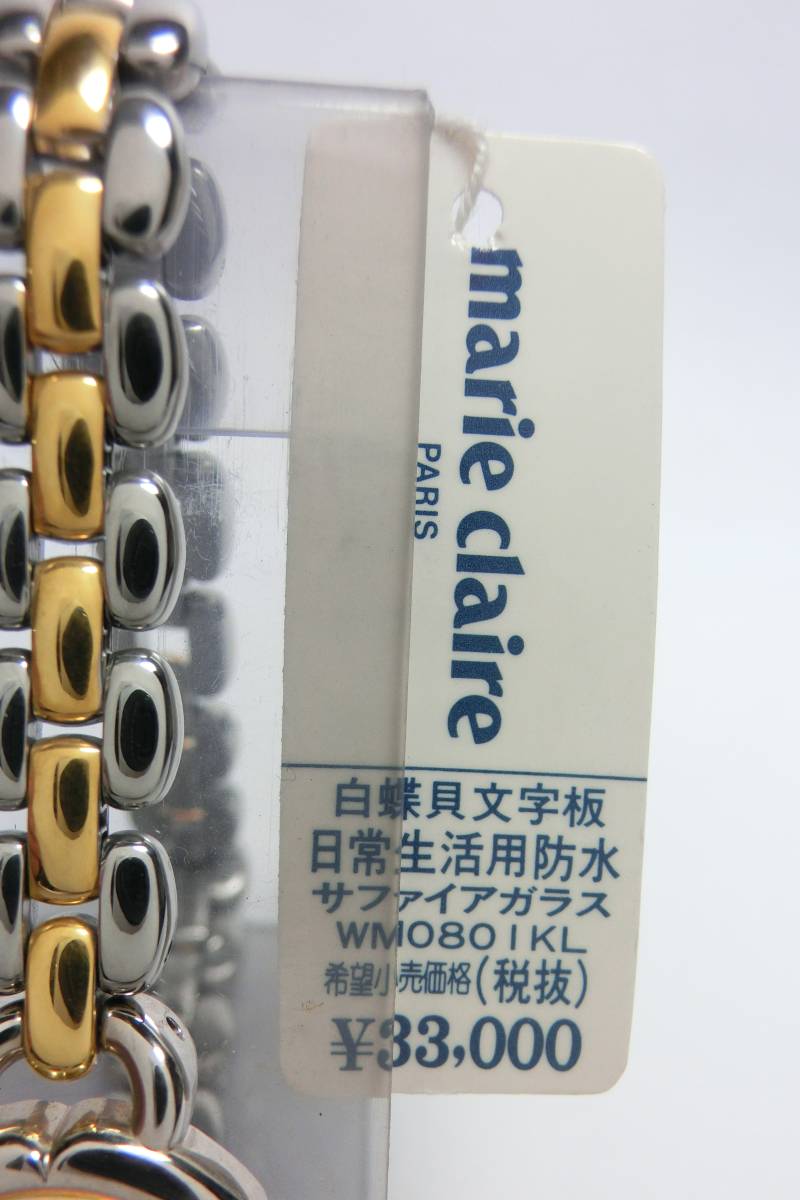 marie claire
PARIS
白蝶貝文字板
日常生活用防水
サファイアガラス
WM0801KL
希望小売価格(税抜)
¥33,000